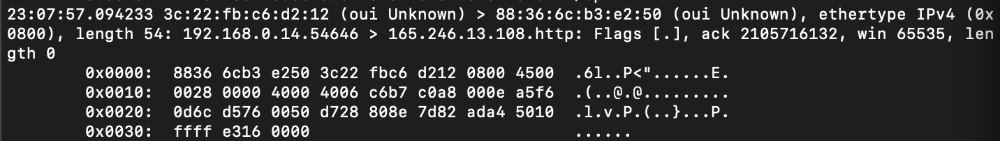 23:07:57.094233 3c:22:fb:c6:d2:12 (oui Unknown) > 88:36:6c:b3:e2:50 (oui Unknown), ethertype IPv4 (0x
0800), length 54: 192.168.0.14.54646 > 165.246.13.108.http: Flags [.], ack 2105716132, win 65535, len
gth 0
0x0000:  8836 6cb3 e250 3c22 fbc6 d212 0800 4500  .6l..P<"......E.
0x0010:  0028 0000 4000 4006 c6b7 c0a8 000e a5f6  .(..@.@.........
0x0020:  0d6c d576 0050 d728 808e 7d82 ada4 5010  .l.v.P.(..}...P.
0x0030:  ffff e316 0000                           ......